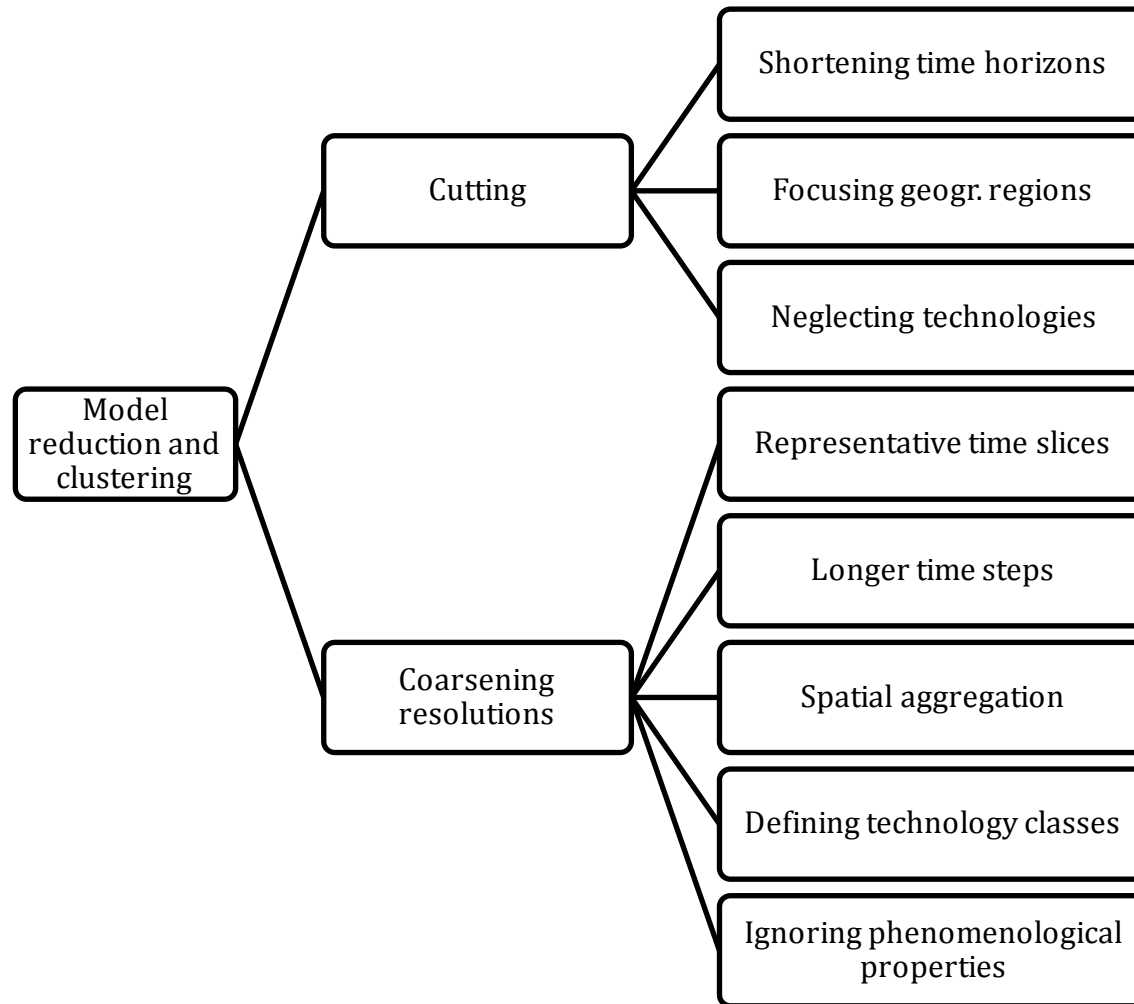 Shortening time horizons
Cutting
Focusing geogr. regions
Neglecting technologies
Model
reduction and
clustering
Representative time slices
Longer time steps
Coarsening
resolutions
Spatial aggregation
Defining technology classes
Ignoring phenomenological
properties